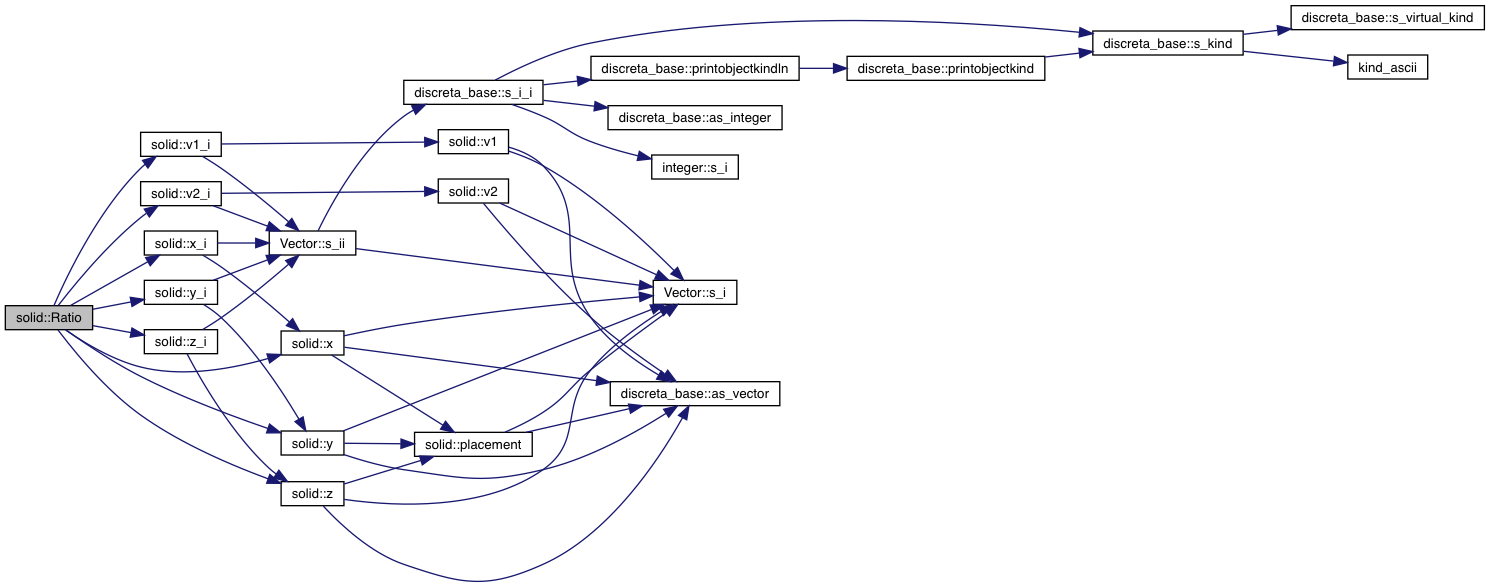 solid::Ratio
solid::v1_i
solid::v2_i
solid::x_i
solid::y_i
solid::z_i
Vector::s_ii
solid::x
solid::y
solid::z
discreta_base::s_i_i
solid::v1
solid::v2
solid::placement
discreta_base::printobjectkindln
discreta_base::as_integer
integer::s_i
Vector::s_i
discreta_base::as_vector
discreta_base::printobjectkind
discreta_base::s_kind
discreta_base::s_virtual_kind
kind_ascii